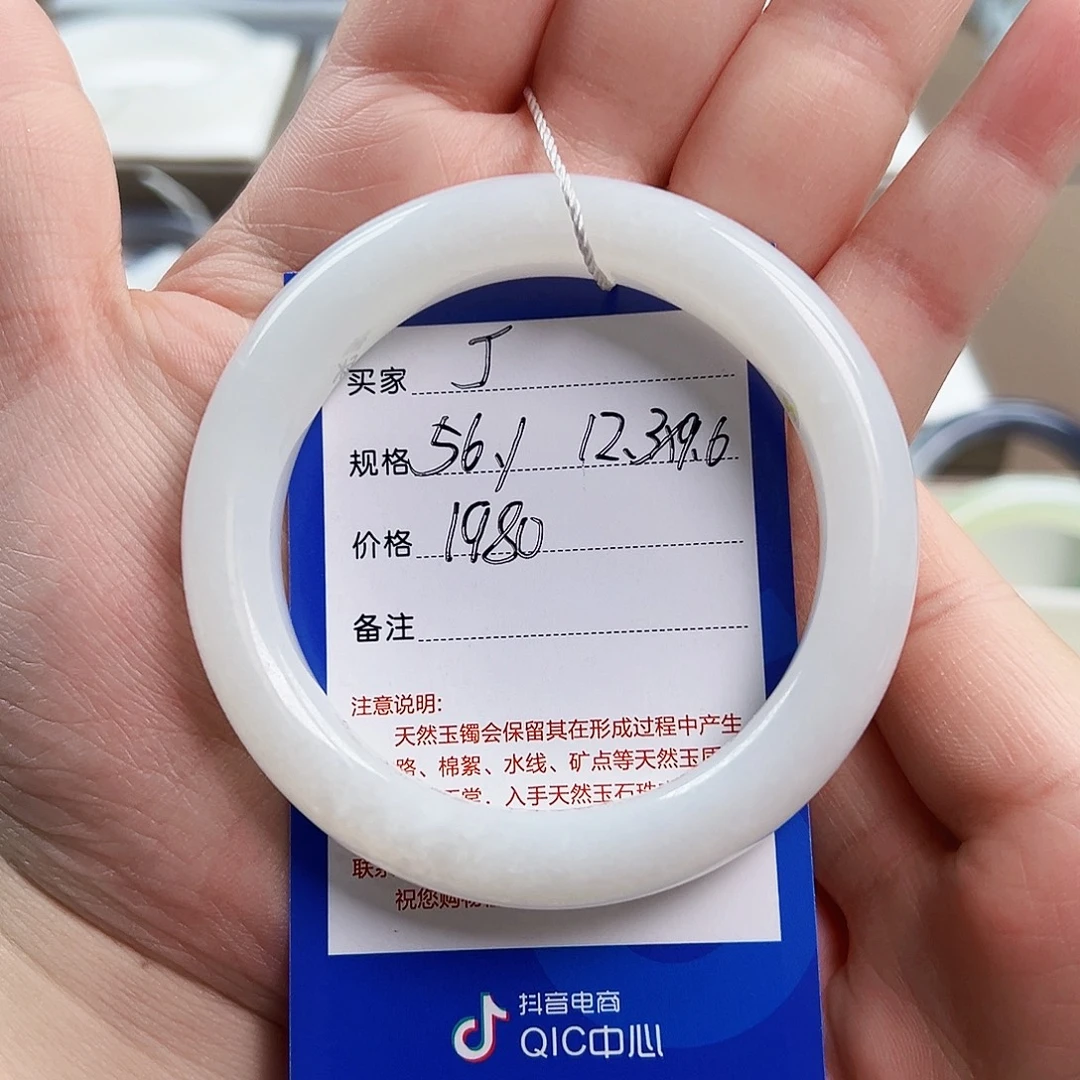 买家 J
规格 56.1 12.3×9.6
价格 1980
备注
注意说明:
天然玉镯会保留其在形成过程中产生
路、棉絮、水线、矿点等天然玉
入手天然玉石
联系
祝您购物
抖音电商
QIC中心